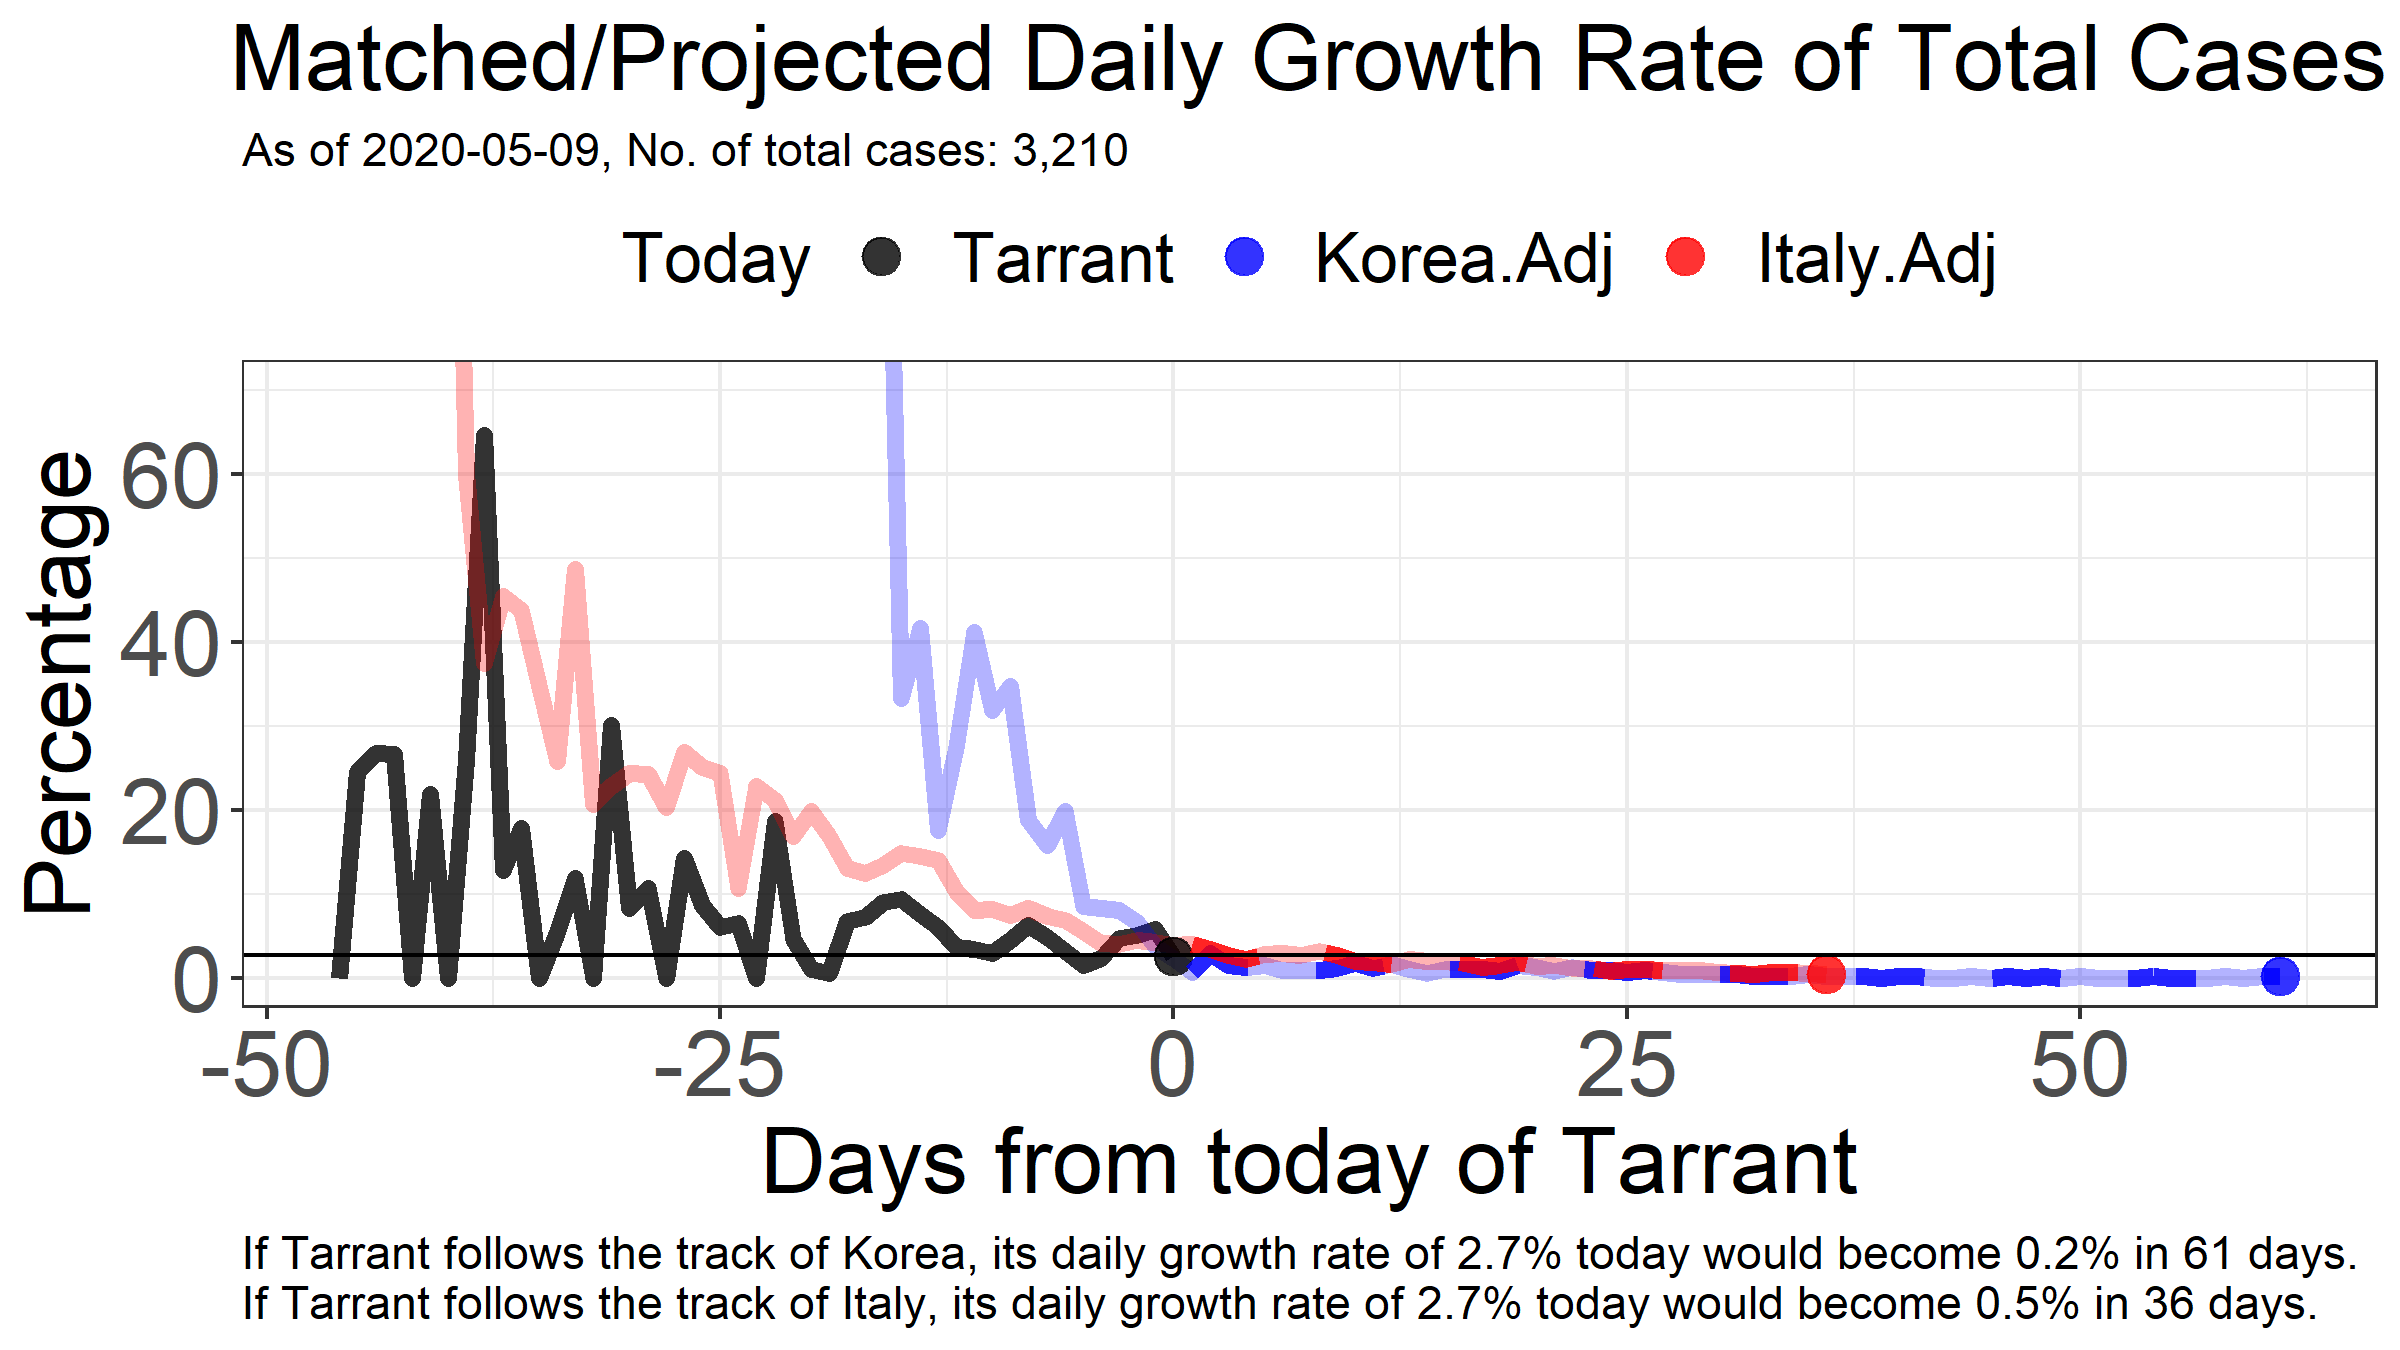 Matched/Projected Daily Growth Rate of Total Cases
As of 2020-05-09, No. of total cases: 3,210
Today Tarrant Korea.Adj Italy.Adj
Percentage
60
40
20
0
-50 -25 0 25 50
Days from today of Tarrant
If Tarrant follows the track of Korea, its daily growth rate of 2.7% today would become 0.2% in 61 days.
If Tarrant follows the track of Italy, its daily growth rate of 2.7% today would become 0.5% in 36 days.